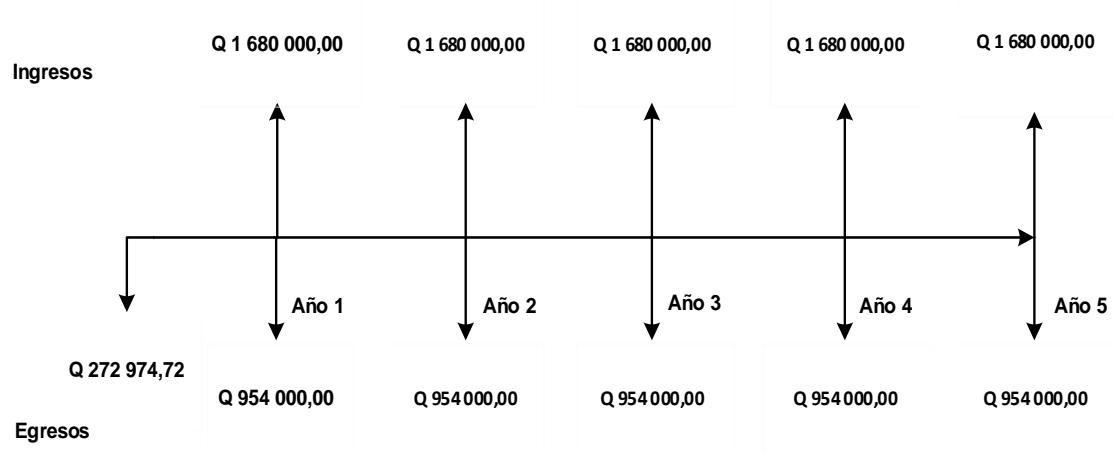 Q 1 680 000,00 Q 1 680 000,00 Q 1 680 000,00 Q 1 680 000,00 Q 1 680 000,00
Ingresos
Año 1 Año 2 Año 3 Año 4 Año 5
Q 272 974,72
Q 954 000,00 Q 954 000,00 Q 954 000,00 Q 954 000,00 Q 954 000,00
Egresos